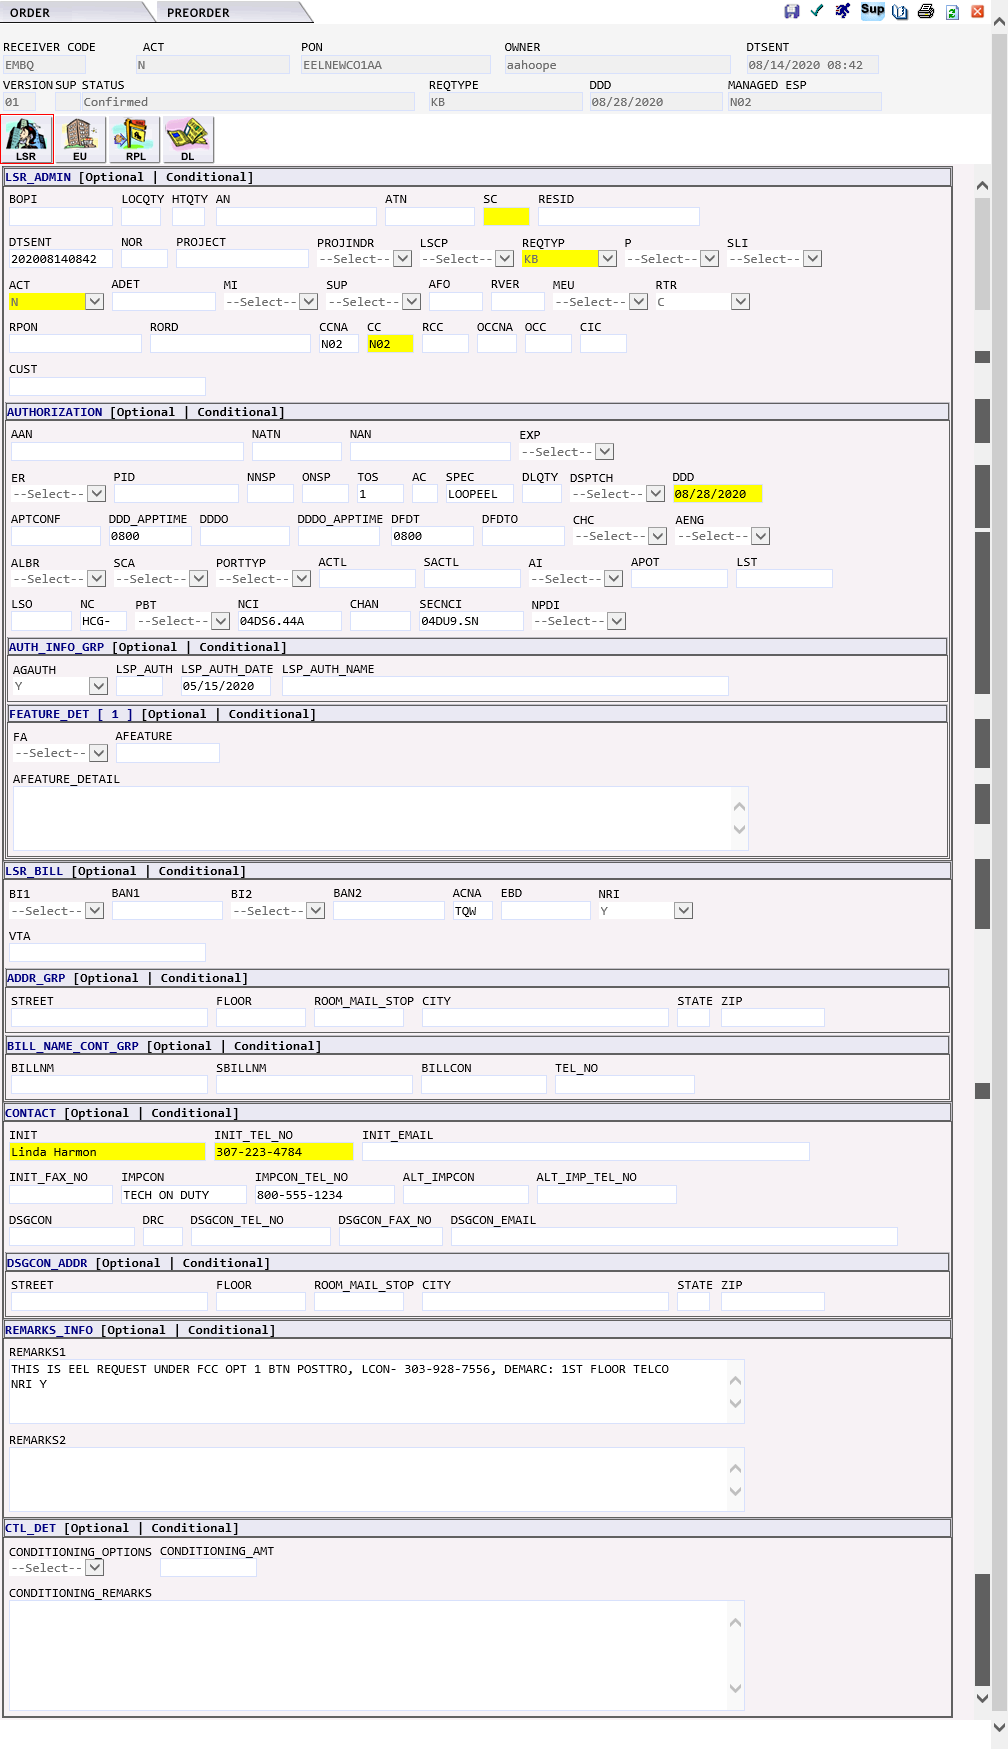 ORDER PREORDER Sup
RECEIVER CODE ACT PON OWNER DTSENT
EMBQ N EELNEWCO1AA aahoope 08/14/2020 08:42
VERSION SUP STATUS REQTYPE DDD MANAGED ESP
01 Confirmed KB 08/28/2020 N02
LSR EU RPL DL
LSR_ADMIN [Optional | Conditional]
BOPI LOCQTY HTQTY AN ATN SC RESID
DTSENT NOR PROJECT PROJINDR LSCP REQTYP P SLI
202008140842 --Select-- --Select-- KB --Select-- --Select--
ACT ADET MI SUP AFO RVER MEU RTR
N --Select-- --Select-- --Select-- C
RPON RORD CCNA CC RCC OCCNA OCC CIC
N02 N02
CUST
AUTHORIZATION [Optional | Conditional]
AAN NATN NAN EXP
--Select--
ER PID NNSP ONSP TOS AC SPEC DLQTY DSPTCH DDD
--Select-- 1 LOOPEEL --Select-- 08/28/2020
APTCONF DDD_APPTIME DDDO DDDO_APPTIME DFDT DFDTO CHC AENG
0800 0800 --Select-- --Select--
ALBR SCA PORTTYP ACTL SACTL AI APOT LST
--Select-- --Select-- --Select-- --Select--
LSO NC PBT NCI CHAN SECNCI NPDI
HCG- --Select-- 04DS6.44A 04DU9.SN --Select--
AUTH_INFO_GRP [Optional | Conditional]
AGAUTH LSP_AUTH LSP_AUTH_DATE LSP_AUTH_NAME
Y 05/15/2020
FEATURE_DET [ 1 ] [Optional | Conditional]
FA AFEATURE
--Select--
AFEATURE_DETAIL
LSR_BILL [Optional | Conditional]
BI1 BAN1 BI2 BAN2 ACNA EBD NRI
--Select-- --Select-- TQW Y
VTA
ADDR_GRP [Optional | Conditional]
STREET FLOOR ROOM_MAIL_STOP CITY STATE ZIP
BILL_NAME_CONT_GRP [Optional | Conditional]
BILLNM SBILLNM BILLCON TEL_NO
CONTACT [Optional | Conditional]
INIT INIT_TEL_NO INIT_EMAIL
Linda Harmon 307-223-4784
INIT_FAX_NO IMPCON IMPCON_TEL_NO ALT_IMPCON ALT_IMP_TEL_NO
TECH ON DUTY 800-555-1234
DSGCON DRC DSGCON_TEL_NO DSGCON_FAX_NO DSGCON_EMAIL
DSGCON_ADDR [Optional | Conditional]
STREET FLOOR ROOM_MAIL_STOP CITY STATE ZIP
REMARKS_INFO [Optional | Conditional]
REMARKS1
THIS IS EEL REQUEST UNDER FCC OPT 1 BTN POSTTRO, LCON- 303-928-7556, DEMARC: 1ST FLOOR TELCO
NRI Y
REMARKS2
CTL_DET [Optional | Conditional]
CONDITIONING_OPTIONS CONDITIONING_AMT
--Select--
CONDITIONING_REMARKS